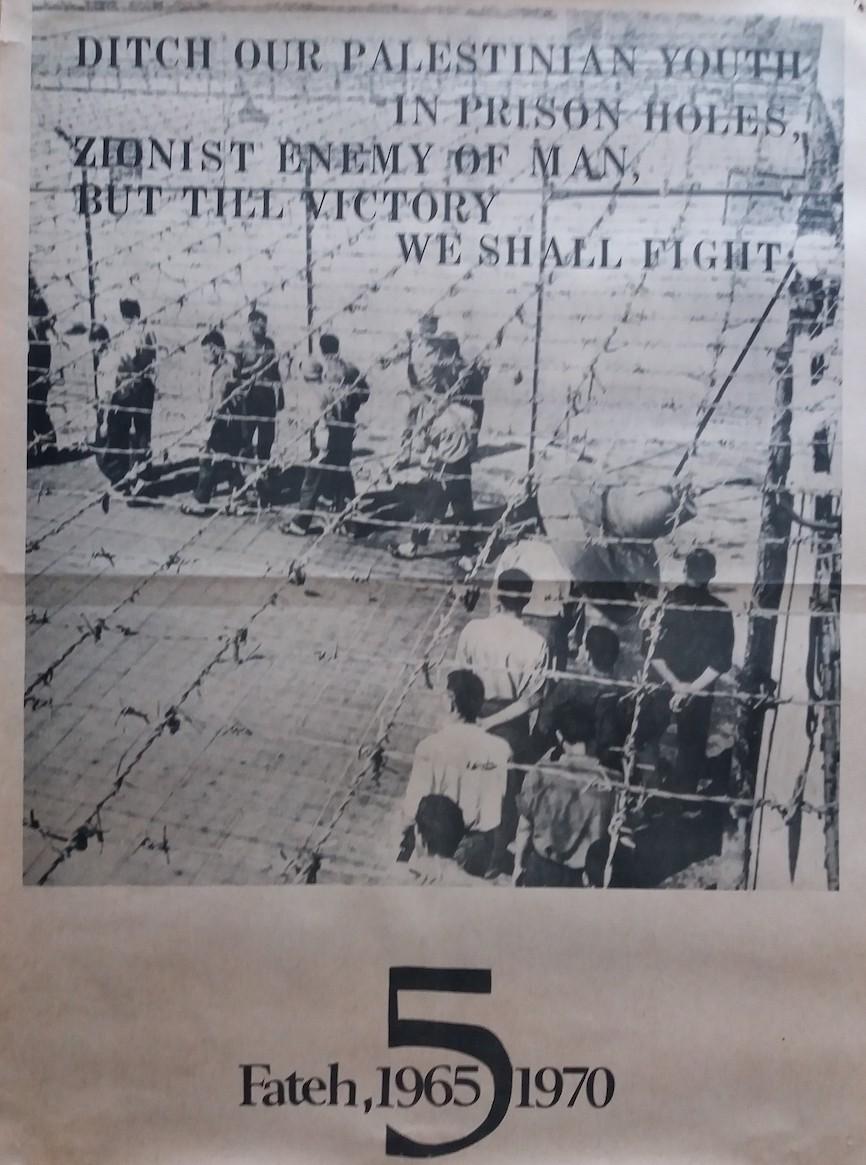 DITCH OUR PALESTINIAN YOUTH
IN PRISON HOLES,
ZIONIST ENEMY OF MAN,
BUT TILL VICTORY
WE SHALL FIGHT
5
Fateh, 1965 1970